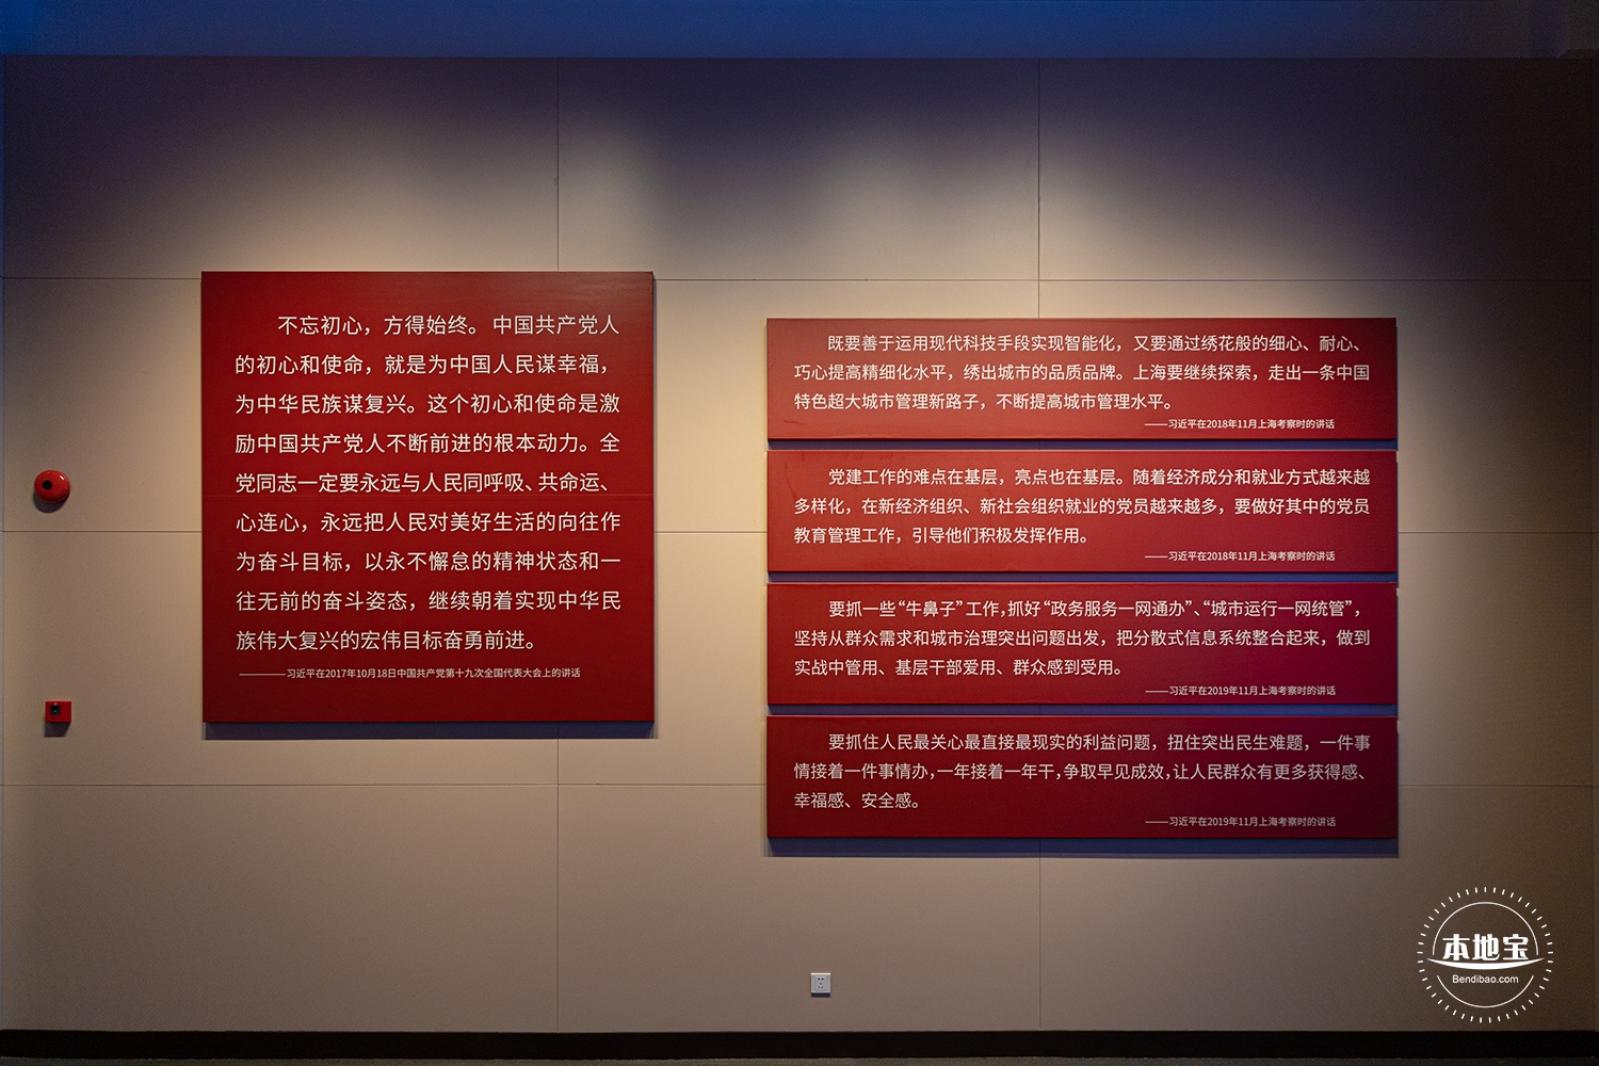 不忘初心，方得始终。中国共产党人
的初心和使命，就是为中国人民谋幸福，
为中华民族谋复兴。这个初心和使命是激
励中国共产党人不断前进的根本动力。全
党同志一定要永远与人民同呼吸、共命运、
心连心，永远把人民对美好生活的向往作
为奋斗目标，以永不懈怠的精神状态和一
往无前的奋斗姿态，继续朝着实现中华民
族伟大复兴的宏伟目标奋勇前进。
————习近平在2017年10月18日中国共产党第十九次全国代表大会上的讲话
既要善于运用现代科技手段实现智能化，又要通过绣花般的细心、耐心、
巧心提高精细化水平，绣出城市的品质品牌。上海要继续探索，走出一条中国
特色超大城市管理新路子，不断提高城市管理水平。
——习近平在2018年11月上海考察时的讲话
党建工作的难点在基层，亮点也在基层。随着经济成分和就业方式越来越
多样化，在新经济组织、新社会组织就业的党员越来越多，要做好其中的党员
教育管理工作，引导他们积极发挥作用。
——习近平在2018年11月上海考察时的讲话
要抓一些“牛鼻子”工作，抓好“政务服务一网通办”、“城市运行一网统管”，
坚持从群众需求和城市治理突出问题出发，把分散式信息系统整合起来，做到
实战中管用、基层干部爱用、群众感到受用。
——习近平在2019年11月上海考察时的讲话
要抓住人民最关心最直接最现实的利益问题，扭住突出民生难题，一件事
情接着一件事情办，一年接着一年干，争取早见成效，让人民群众有更多获得感、
幸福感、安全感。
——习近平在2019年11月上海考察时的讲话
本地宝
Bendibao.com